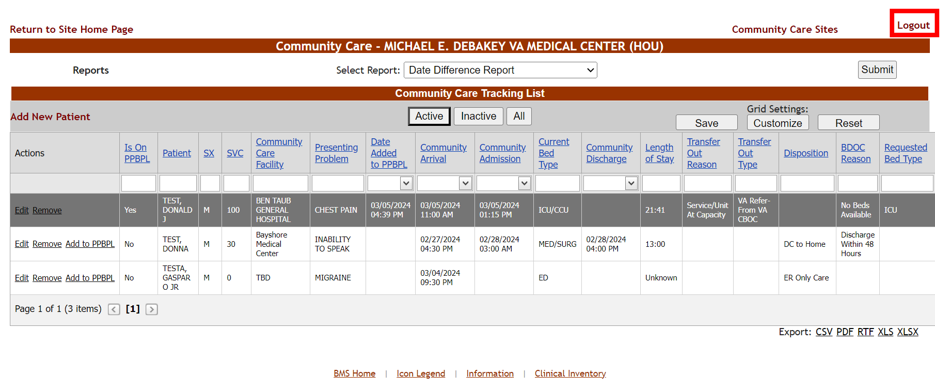 Return to Site Home Page Community Care Sites Logout
Community Care - MICHAEL E. DEBAKEY VA MEDICAL CENTER (HOU)
Reports Select Report: Date Difference Report Submit
Community Care Tracking List
Add New Patient Active Inactive All Grid Settings:
Save Customize Reset
Actions Is On PPBPL Patient SX SVC Community Care Facility Presenting Problem Date Added to PPBPL Community Arrival Community Admission Current Bed Type Community Discharge Length of Stay Transfer Out Reason Transfer Out Type Disposition BDOC Reason Requested Bed Type
Edit Remove Yes TEST, DONALD J M 100 BEN TAUB GENERAL HOSPITAL CHEST PAIN 03/05/2024 04:39 PM 03/05/2024 11:00 AM 03/05/2024 01:15 PM ICU/CCU 21:41 Service/Unit At Capacity VA Refer- From VA CBOC No Beds Available ICU
Edit Remove Add to PPBPL No TEST, DONNA M 30 Bayshore Medical Center INABILITY TO SPEAK 02/27/2024 04:30 PM 02/28/2024 03:00 AM MED/SURG 02/28/2024 04:00 PM 13:00 DC to Home Discharge Within 48 Hours
Edit Remove Add to PPBPL No TESTA, GASPAR O JR M 0 TBD MIGRAINE 03/04/2024 09:30 PM ED Unknown ER Only Care
Page 1 of 1 (3 items) < [1] >
Export: CSV PDF RTF XLS XLSX
BMS Home | Icon Legend | Information | Clinical Inventory